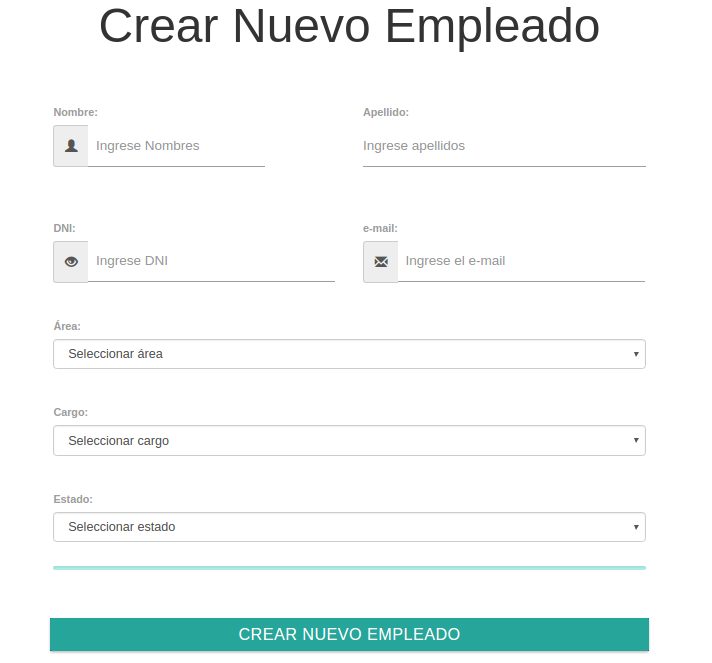 Crear Nuevo Empleado
Nombre:
Apellido:
Ingrese Nombres
Ingrese apellidos
DNI:
e-mail:
Ingrese DNI
Ingrese el e-mail
Área:
Seleccionar área
Cargo:
Seleccionar cargo
Estado:
Seleccionar estado
CREAR NUEVO EMPLEADO